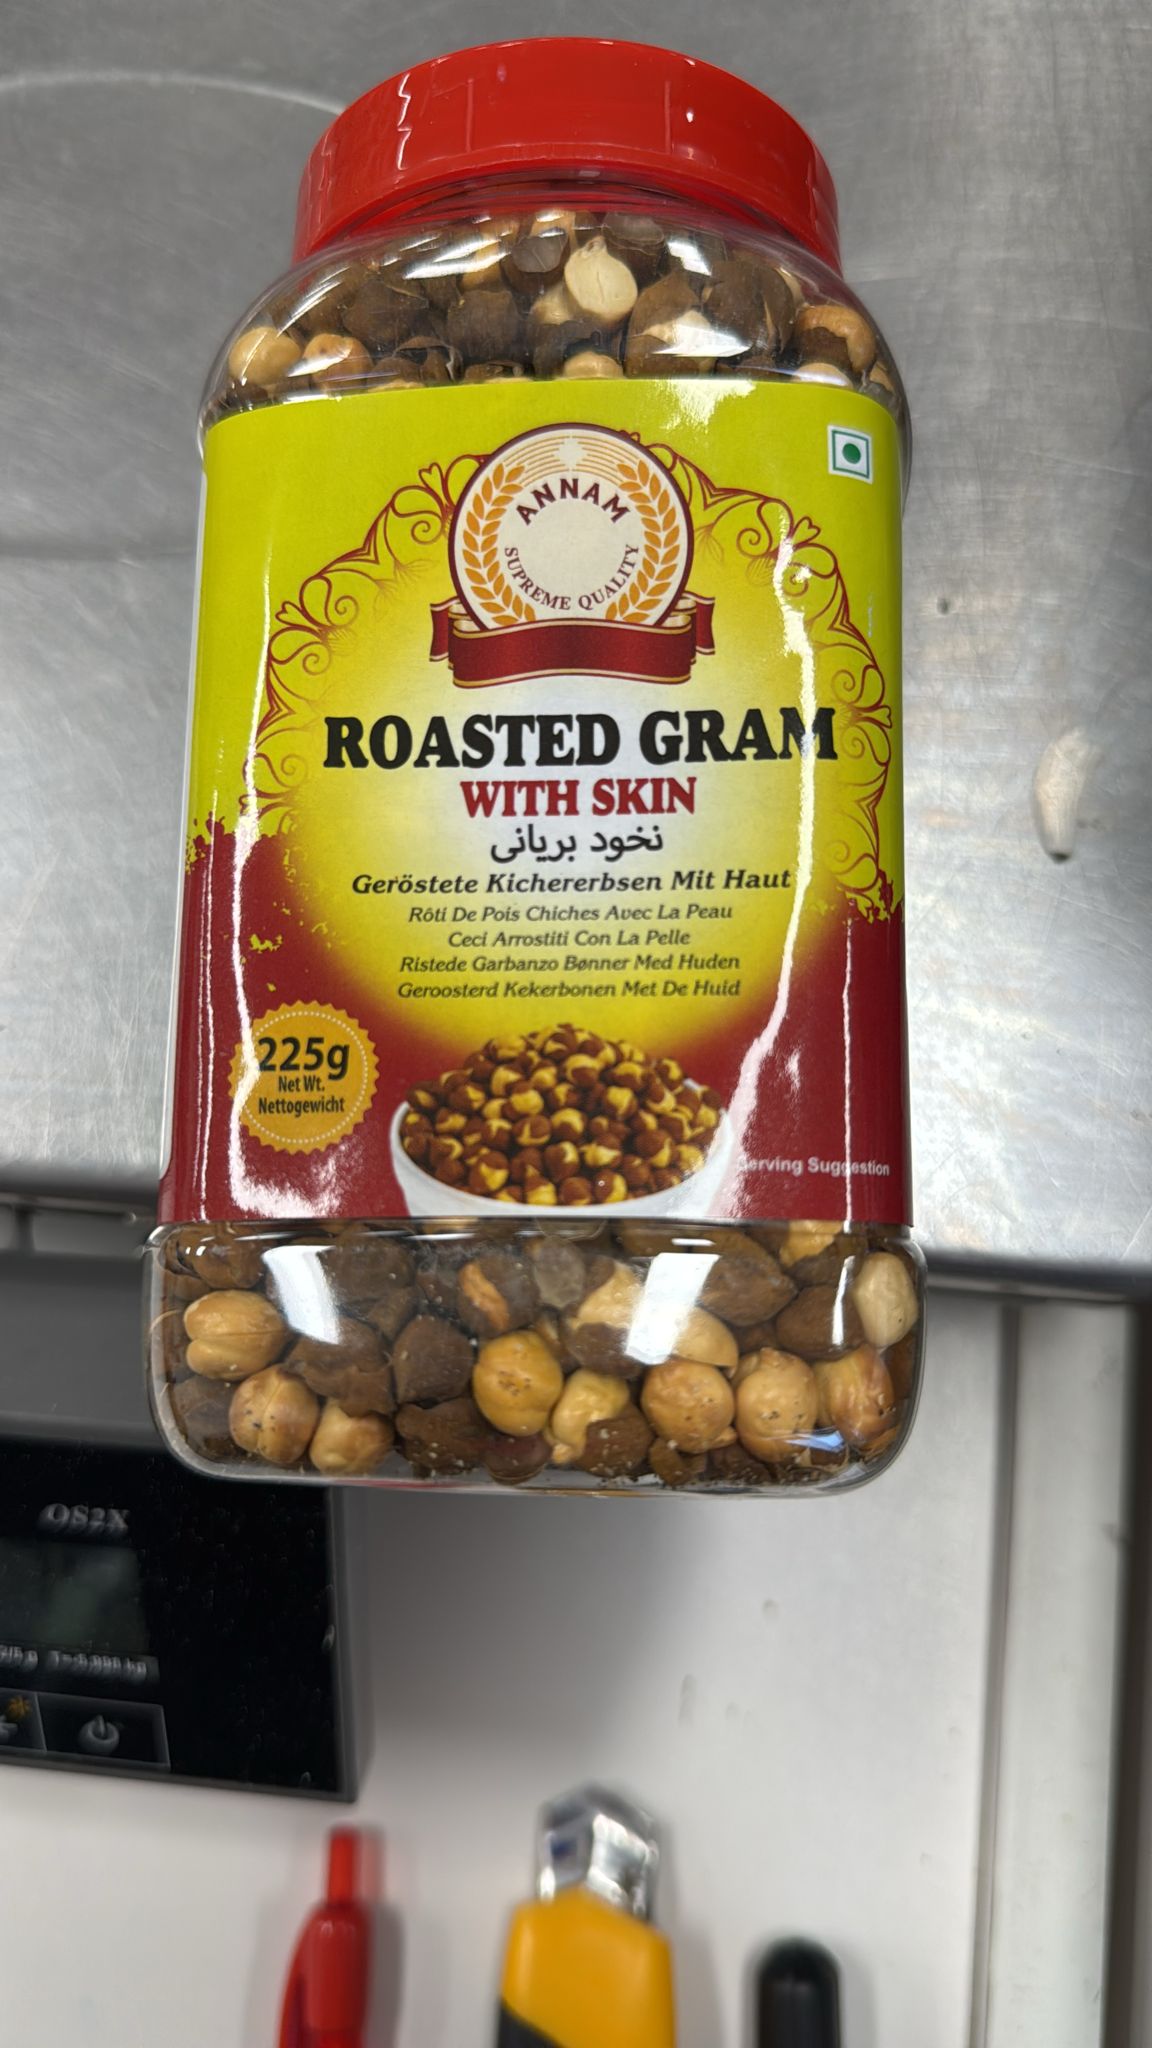 ANNAM
SUPREME QUALITY
ROASTED GRAM
WITH SKIN
نخود بریانی
Geröstete Kichererbsen Mit Haut
Rôti De Pois Chiches Avec La Peau
Ceci Arrostiti Con La Pelle
Ristede Garbanzo Bønner Med Huden
Geroosterd Kekerbonen Met De Huid
225g
Net Wt.
Nettogewicht
Serving Suggestion
OS2X